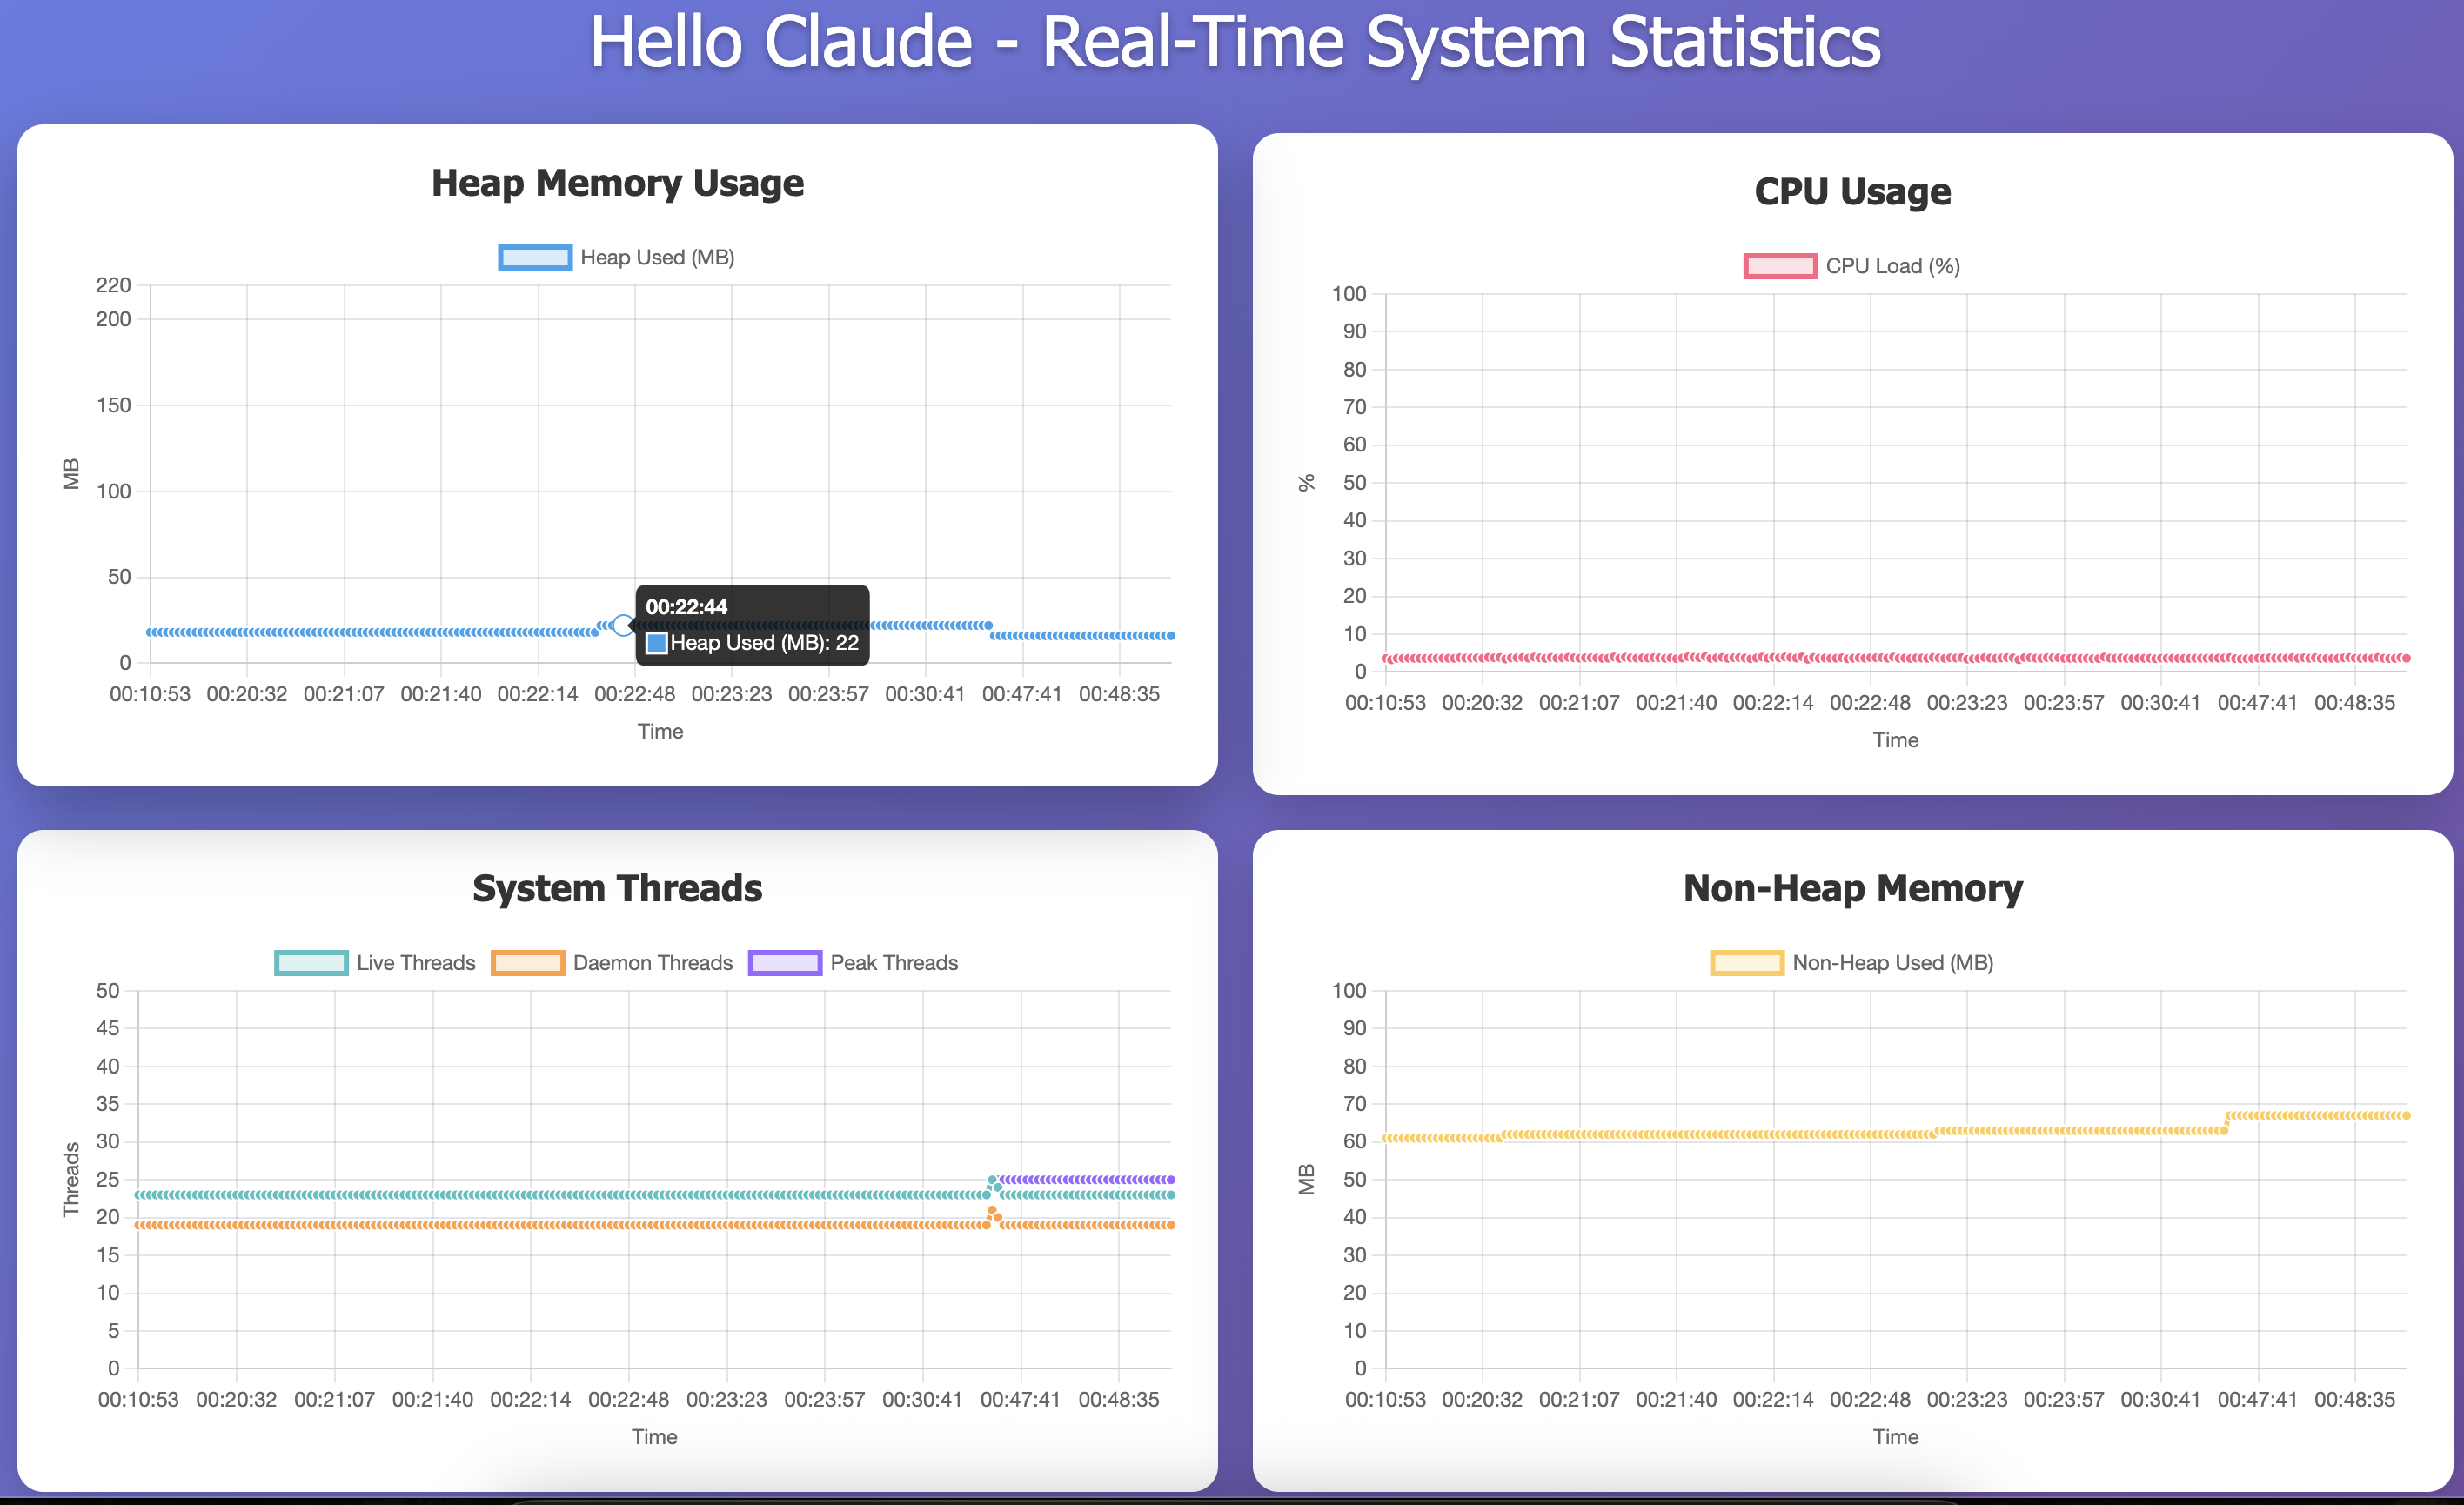 Hello Claude - Real-Time System Statistics
Heap Memory Usage
Heap Used (MB)
220
200
150
100
50
0
MB
00:22:44
Heap Used (MB): 22
00:10:53 00:20:32 00:21:07 00:21:40 00:22:14 00:22:48 00:23:23 00:23:57 00:30:41 00:47:41 00:48:35
Time
CPU Usage
CPU Load (%)
100
90
80
70
60
50
40
30
20
10
0
%
00:10:53 00:20:32 00:21:07 00:21:40 00:22:14 00:22:48 00:23:23 00:23:57 00:30:41 00:47:41 00:48:35
Time
System Threads
Live Threads Daemon Threads Peak Threads
50
45
40
35
30
25
20
15
10
5
0
Threads
00:10:53 00:20:32 00:21:07 00:21:40 00:22:14 00:22:48 00:23:23 00:23:57 00:30:41 00:47:41 00:48:35
Time
Non-Heap Memory
Non-Heap Used (MB)
100
90
80
70
60
50
40
30
20
10
0
MB
00:10:53 00:20:32 00:21:07 00:21:40 00:22:14 00:22:48 00:23:23 00:23:57 00:30:41 00:47:41 00:48:35
Time